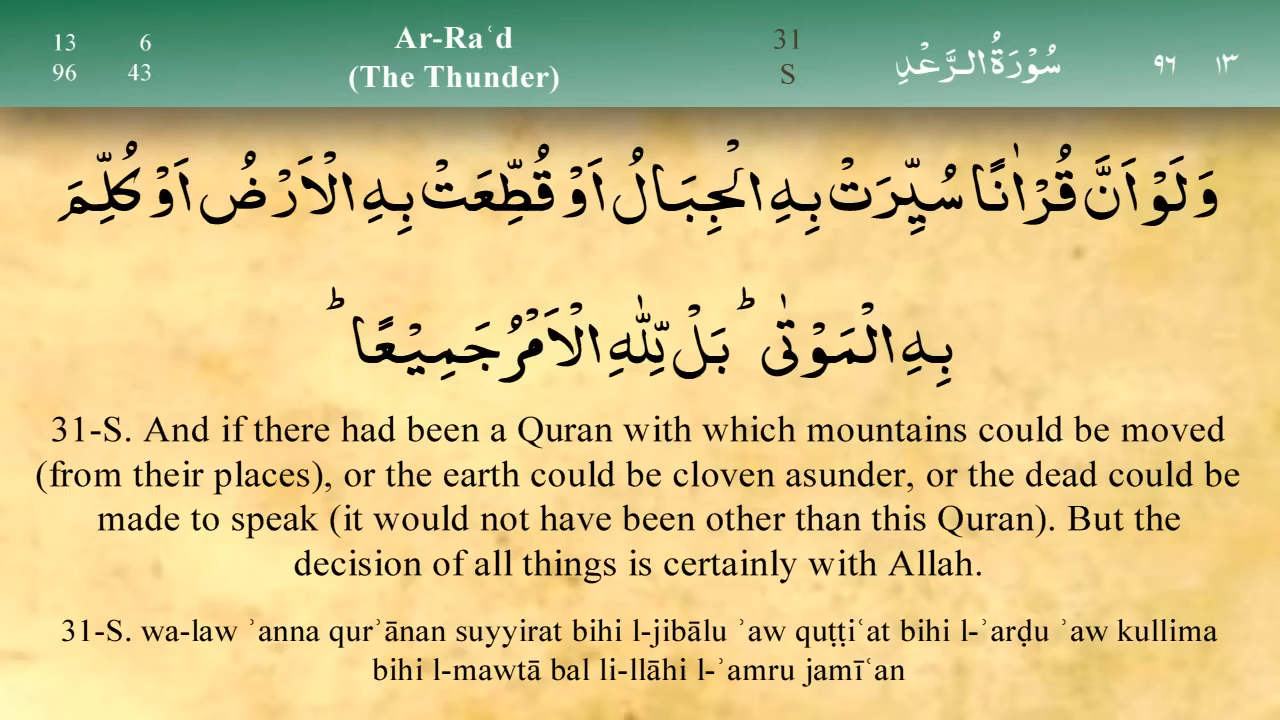 13 6 Ar-Raʿd 31 سُوْرَةُ الرَّعْدِ ٩٦ ١٣
96 43 (The Thunder) S
وَلَوْ اَنَّ قُرْاٰنًا سُيِّرَتْ بِهِ الْجِبَالُ اَوْ قُطِّعَتْ بِهِ الْاَرْضُ اَوْ كُلِّمَ
بِهِ الْمَوْتٰى ؕ بَلْ لِّلّٰهِ الْاَمْرُ جَمِيْعًا ؕ
31-S. And if there had been a Quran with which mountains could be moved
(from their places), or the earth could be cloven asunder, or the dead could be
made to speak (it would not have been other than this Quran). But the
decision of all things is certainly with Allah.
31-S. wa-law ʾanna qurʾānan suyyirat bihi l-jibālu ʾaw quṭṭiʿat bihi l-ʾarḍu ʾaw kullima
bihi l-mawtā bal li-llāhi l-ʾamru jamīʿan